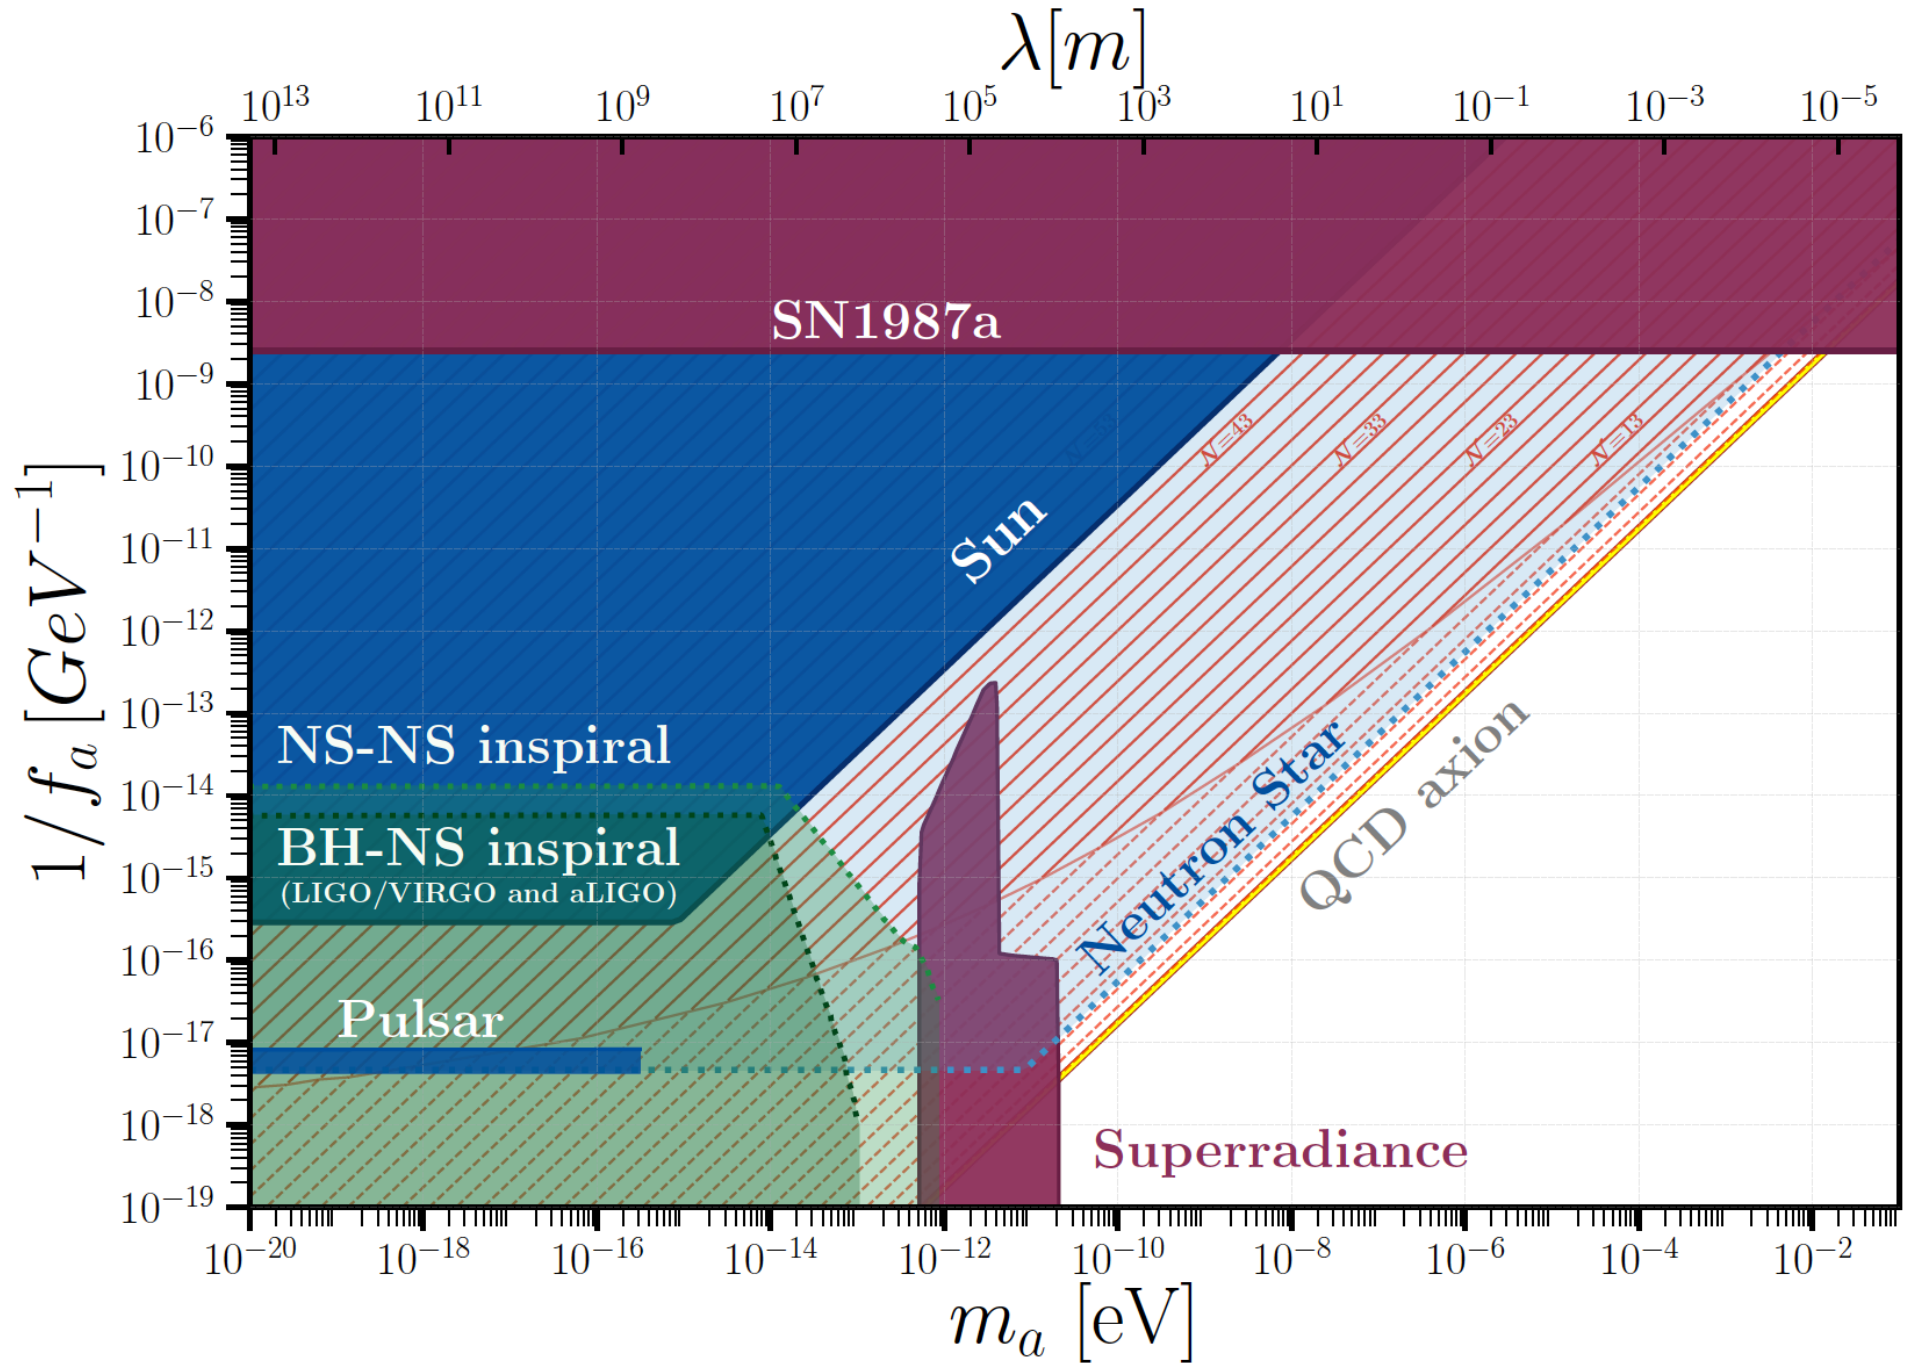 λ[m]
10^13 10^11 10^9 10^7 10^5 10^3 10^1 10^−1 10^−3 10^−5
10^−6
10^−7
10^−8
10^−9
10^−10
10^−11
10^−12
10^−13
10^−14
10^−15
10^−16
10^−17
10^−18
10^−19
1/f_a [GeV^−1]
SN1987a
N=43
N=33
N=23
N=13
Sun
NS-NS inspiral
BH-NS inspiral
(LIGO/VIRGO and aLIGO)
Neutron Star
QCD axion
Pulsar
Superradiance
10^−20 10^−18 10^−16 10^−14 10^−12 10^−10 10^−8 10^−6 10^−4 10^−2
m_a [eV]